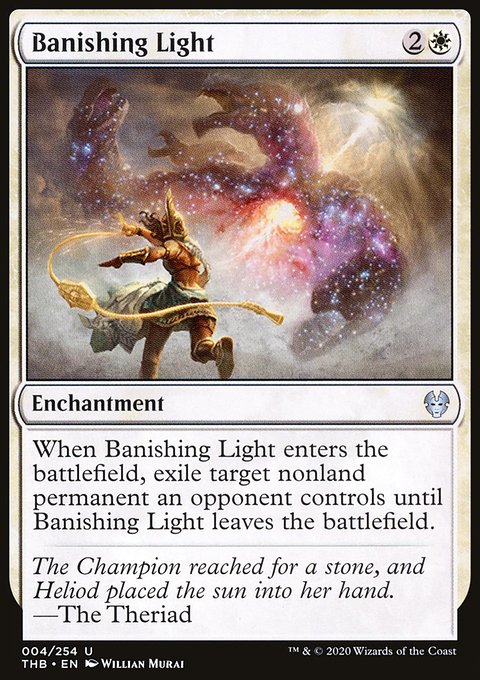 Banishing Light 2
Enchantment
When Banishing Light enters the
battlefield, exile target nonland
permanent an opponent controls until
Banishing Light leaves the battlefield.
The Champion reached for a stone, and
Heliod placed the sun into her hand.
—The Theriad
004/254 U
THB • EN Willian Murai
™ & © 2020 Wizards of the Coast